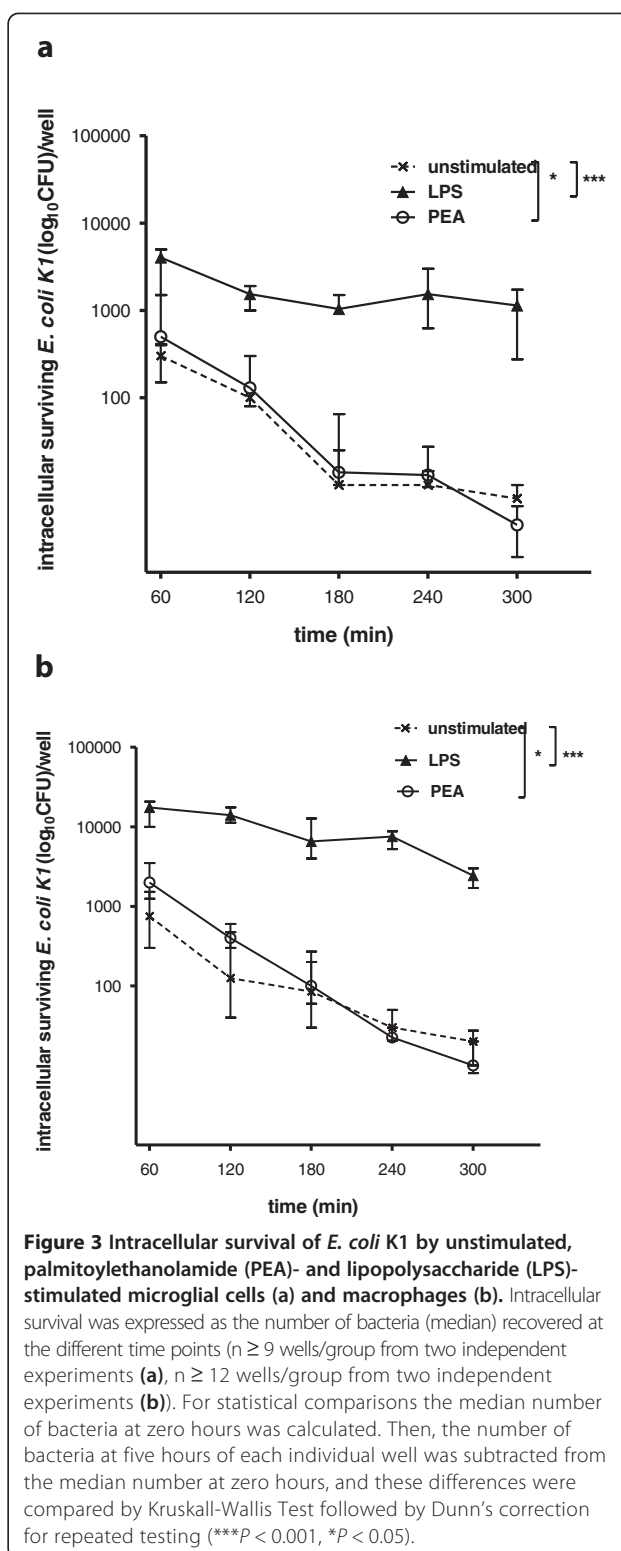 a
100000
10000
1000
100
intracellular surviving E. coli K1(log10CFU)/well
unstimulated
LPS
PEA
*
***
60 120 180 240 300
time (min)
b
100000
10000
1000
100
intracellular surviving E. coli K1(log10CFU)/well
unstimulated
LPS
PEA
*
***
60 120 180 240 300
time (min)
Figure 3 Intracellular survival of E. coli K1 by unstimulated,
palmitoylethanolamide (PEA)- and lipopolysaccharide (LPS)-
stimulated microglial cells (a) and macrophages (b). Intracellular
survival was expressed as the number of bacteria (median) recovered at
the different time points (n ≥ 9 wells/group from two independent
experiments (a), n ≥ 12 wells/group from two independent
experiments (b)). For statistical comparisons the median number
of bacteria at zero hours was calculated. Then, the number of
bacteria at five hours of each individual well was subtracted from
the median number at zero hours, and these differences were
compared by Kruskall-Wallis Test followed by Dunn's correction
for repeated testing (***P < 0.001, *P < 0.05).